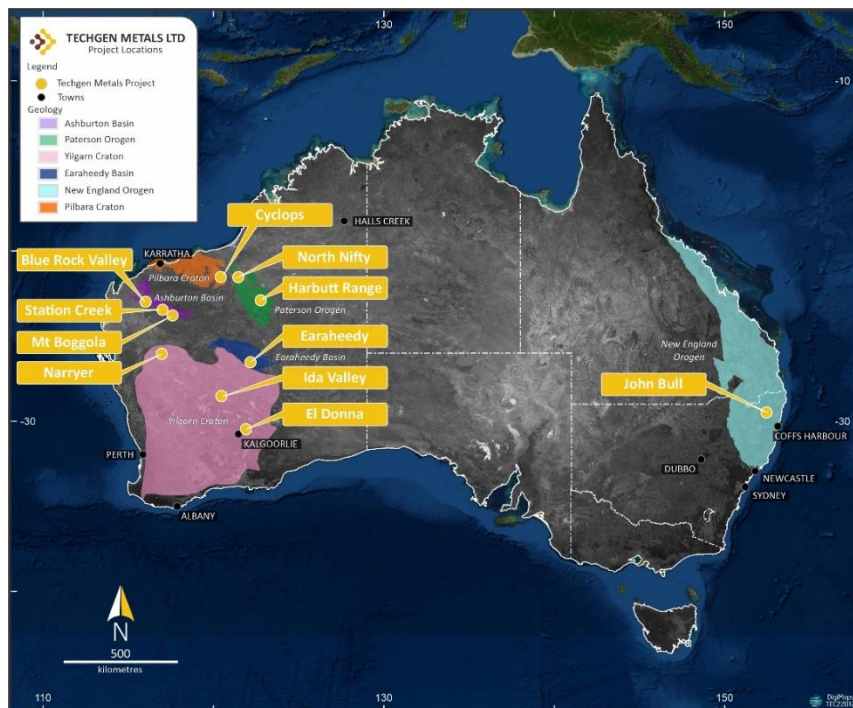 TECHGEN METALS LTD
Project Locations
Legend
Techgen Metals Project
Towns
Geology
Ashburton Basin
Paterson Orogen
Yilgarn Craton
Earaheedy Basin
New England Orogen
Pilbara Craton
130
150
-10
Cyclops
HALLS CREEK
KARRATHA
Blue Rock Valley
North Nifty
Pilbara Craton
Harbutt Range
Ashburton Basin
Station Creek
Paterson Orogen
Mt Boggola
Earaheedy
New England
Orogen
Earaheedy Basin
Narryer
Ida Valley
John Bull
-30
El Donna
-30
Yilgarn Craton
COFFS HARBOUR
KALGOORLIE
PERTH
DUBBO
NEWCASTLE
SYDNEY
ALBANY
N
500
kilometres
110
130
150
DigiMaps